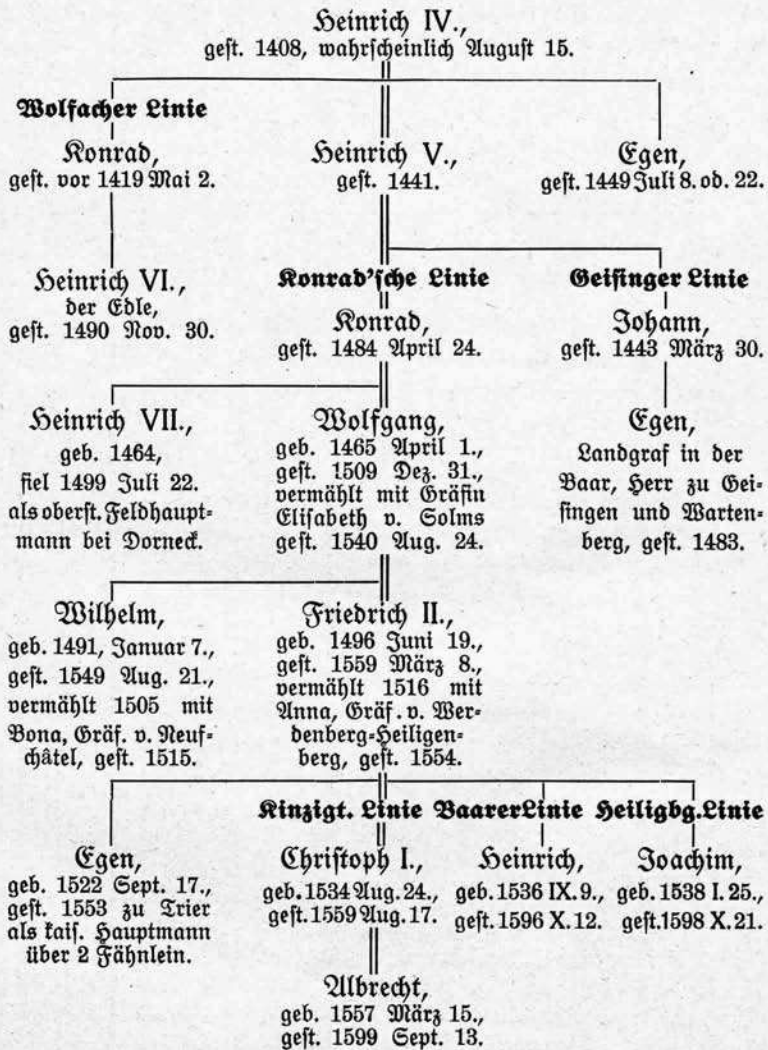 Heinrich IV.,
gest. 1408, wahrscheinlich August 15.
Wolfacher Linie
Konrad,
gest. vor 1419 Mai 2.
Heinrich V.,
gest. 1441.
Egen,
gest. 1449 Juli 8. od. 22.
Heinrich VI.,
der Edle,
gest. 1490 Nov. 30.
Konrad'sche Linie
Konrad,
gest. 1484 April 24.
Geisinger Linie
Johann,
gest. 1443 März 30.
Heinrich VII.,
geb. 1464,
fiel 1499 Juli 22.
als oberst. Feldhaupt-
mann bei Dorneck.
Wolfgang,
geb. 1465 April 1.,
gest. 1509 Dez. 31.,
vermählt mit Gräfin
Elisabeth v. Solms
gest. 1540 Aug. 24.
Egen,
Landgraf in der
Baar, Herr zu Gei-
singen und Warten-
berg, gest. 1483.
Wilhelm,
geb. 1491, Januar 7.,
gest. 1549 Aug. 21.,
vermählt 1505 mit
Bona, Gräf. v. Neuf-
châtel, gest. 1515.
Friedrich II.,
geb. 1496 Juni 19.,
gest. 1559 März 8.,
vermählt 1516 mit
Anna, Gräf. v. Wer-
denberg-Heiligen-
berg, gest. 1554.
Egen,
geb. 1522 Sept. 17.,
gest. 1553 zu Trier
als kais. Hauptmann
über 2 Fähnlein.
Kinzigt. Linie
Christoph I.,
geb. 1534 Aug. 24.,
gest. 1559 Aug. 17.
Baarer Linie
Heinrich,
geb. 1536 IX. 9.,
gest. 1596 X. 12.
Heiligbg. Linie
Joachim,
geb. 1538 I. 25.,
gest. 1598 X. 21.
Albrecht,
geb. 1557 März 15.,
gest. 1599 Sept. 13.